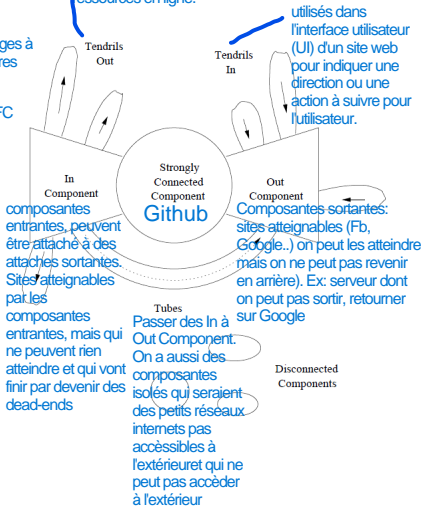 ressources en ligne.
utilisés dans
l'interface utilisateur
(UI) d'un site web
pour indiquer une
direction ou une
action à suivre pour
l'utilisateur.
ges à
res
FC
Tendrils
Out
Tendrils
In
In
Component
Strongly
Connected
Component
Github
Out
Component
composantes
entrantes, peuvent
être attaché à des
attaches sortantes.
Sites atteignables
par les
composantes
entrantes, mais qui
ne peuvent rien
atteindre et qui vont
finir par devenir des
dead-ends
Composantes sortantes:
sites atteignables (Fb,
Google..) on peut les atteindre
mais on ne peut pas revenir
en arrière). Ex: serveur dont
on peut pas sortir, retourner
sur Google
Tubes
Passer des In à
Out Component.
On a aussi des
composantes
isolés qui seraient
des petits réseaux
internets pas
accèssibles à
l'extérieuret qui ne
peut pas accèder
à l'extérieur
Disconnected
Components